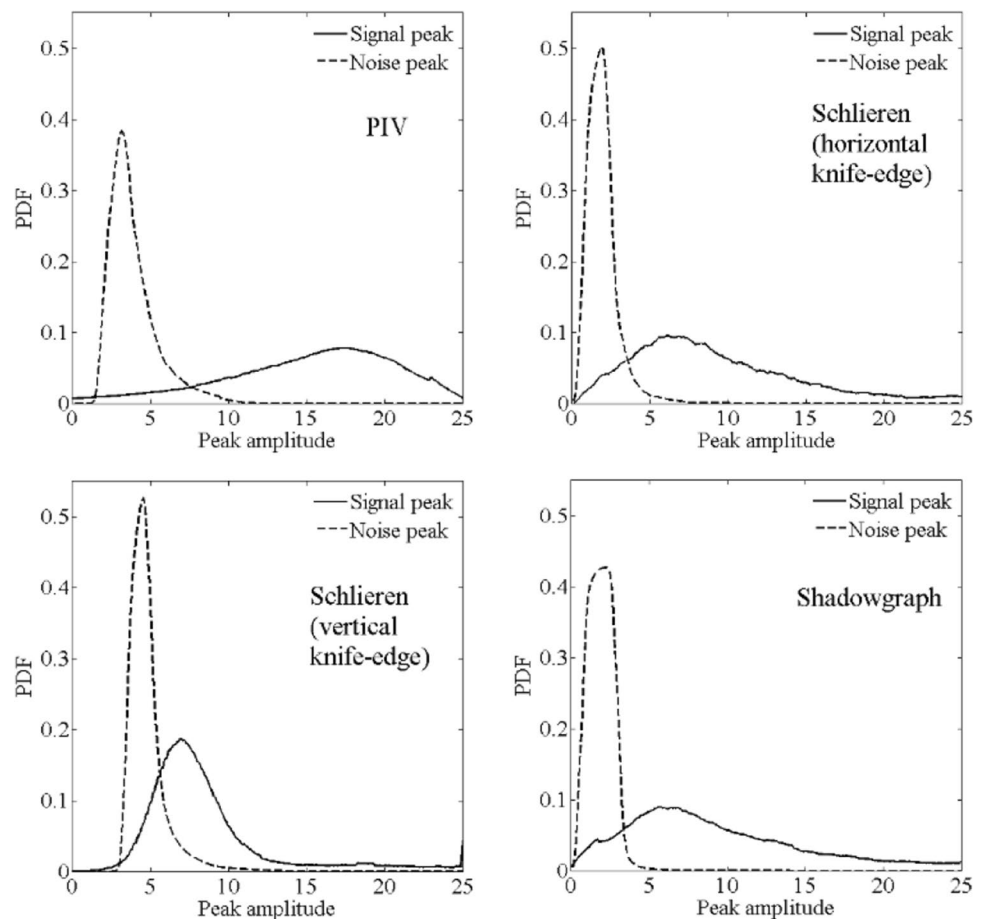 0.5
0.4
0.3
0.2
0.1
0
PDF
Signal peak
Noise peak
PIV
0 5 10 15 20 25
Peak amplitude
0.5
0.4
0.3
0.2
0.1
0
PDF
Signal peak
Noise peak
Schlieren
(horizontal
knife-edge)
0 5 10 15 20 25
Peak amplitude
0.5
0.4
0.3
0.2
0.1
0
PDF
Signal peak
Noise peak
Schlieren
(vertical
knife-edge)
0 5 10 15 20 25
Peak amplitude
0.5
0.4
0.3
0.2
0.1
0
PDF
Signal peak
Noise peak
Shadowgraph
0 5 10 15 20 25
Peak amplitude